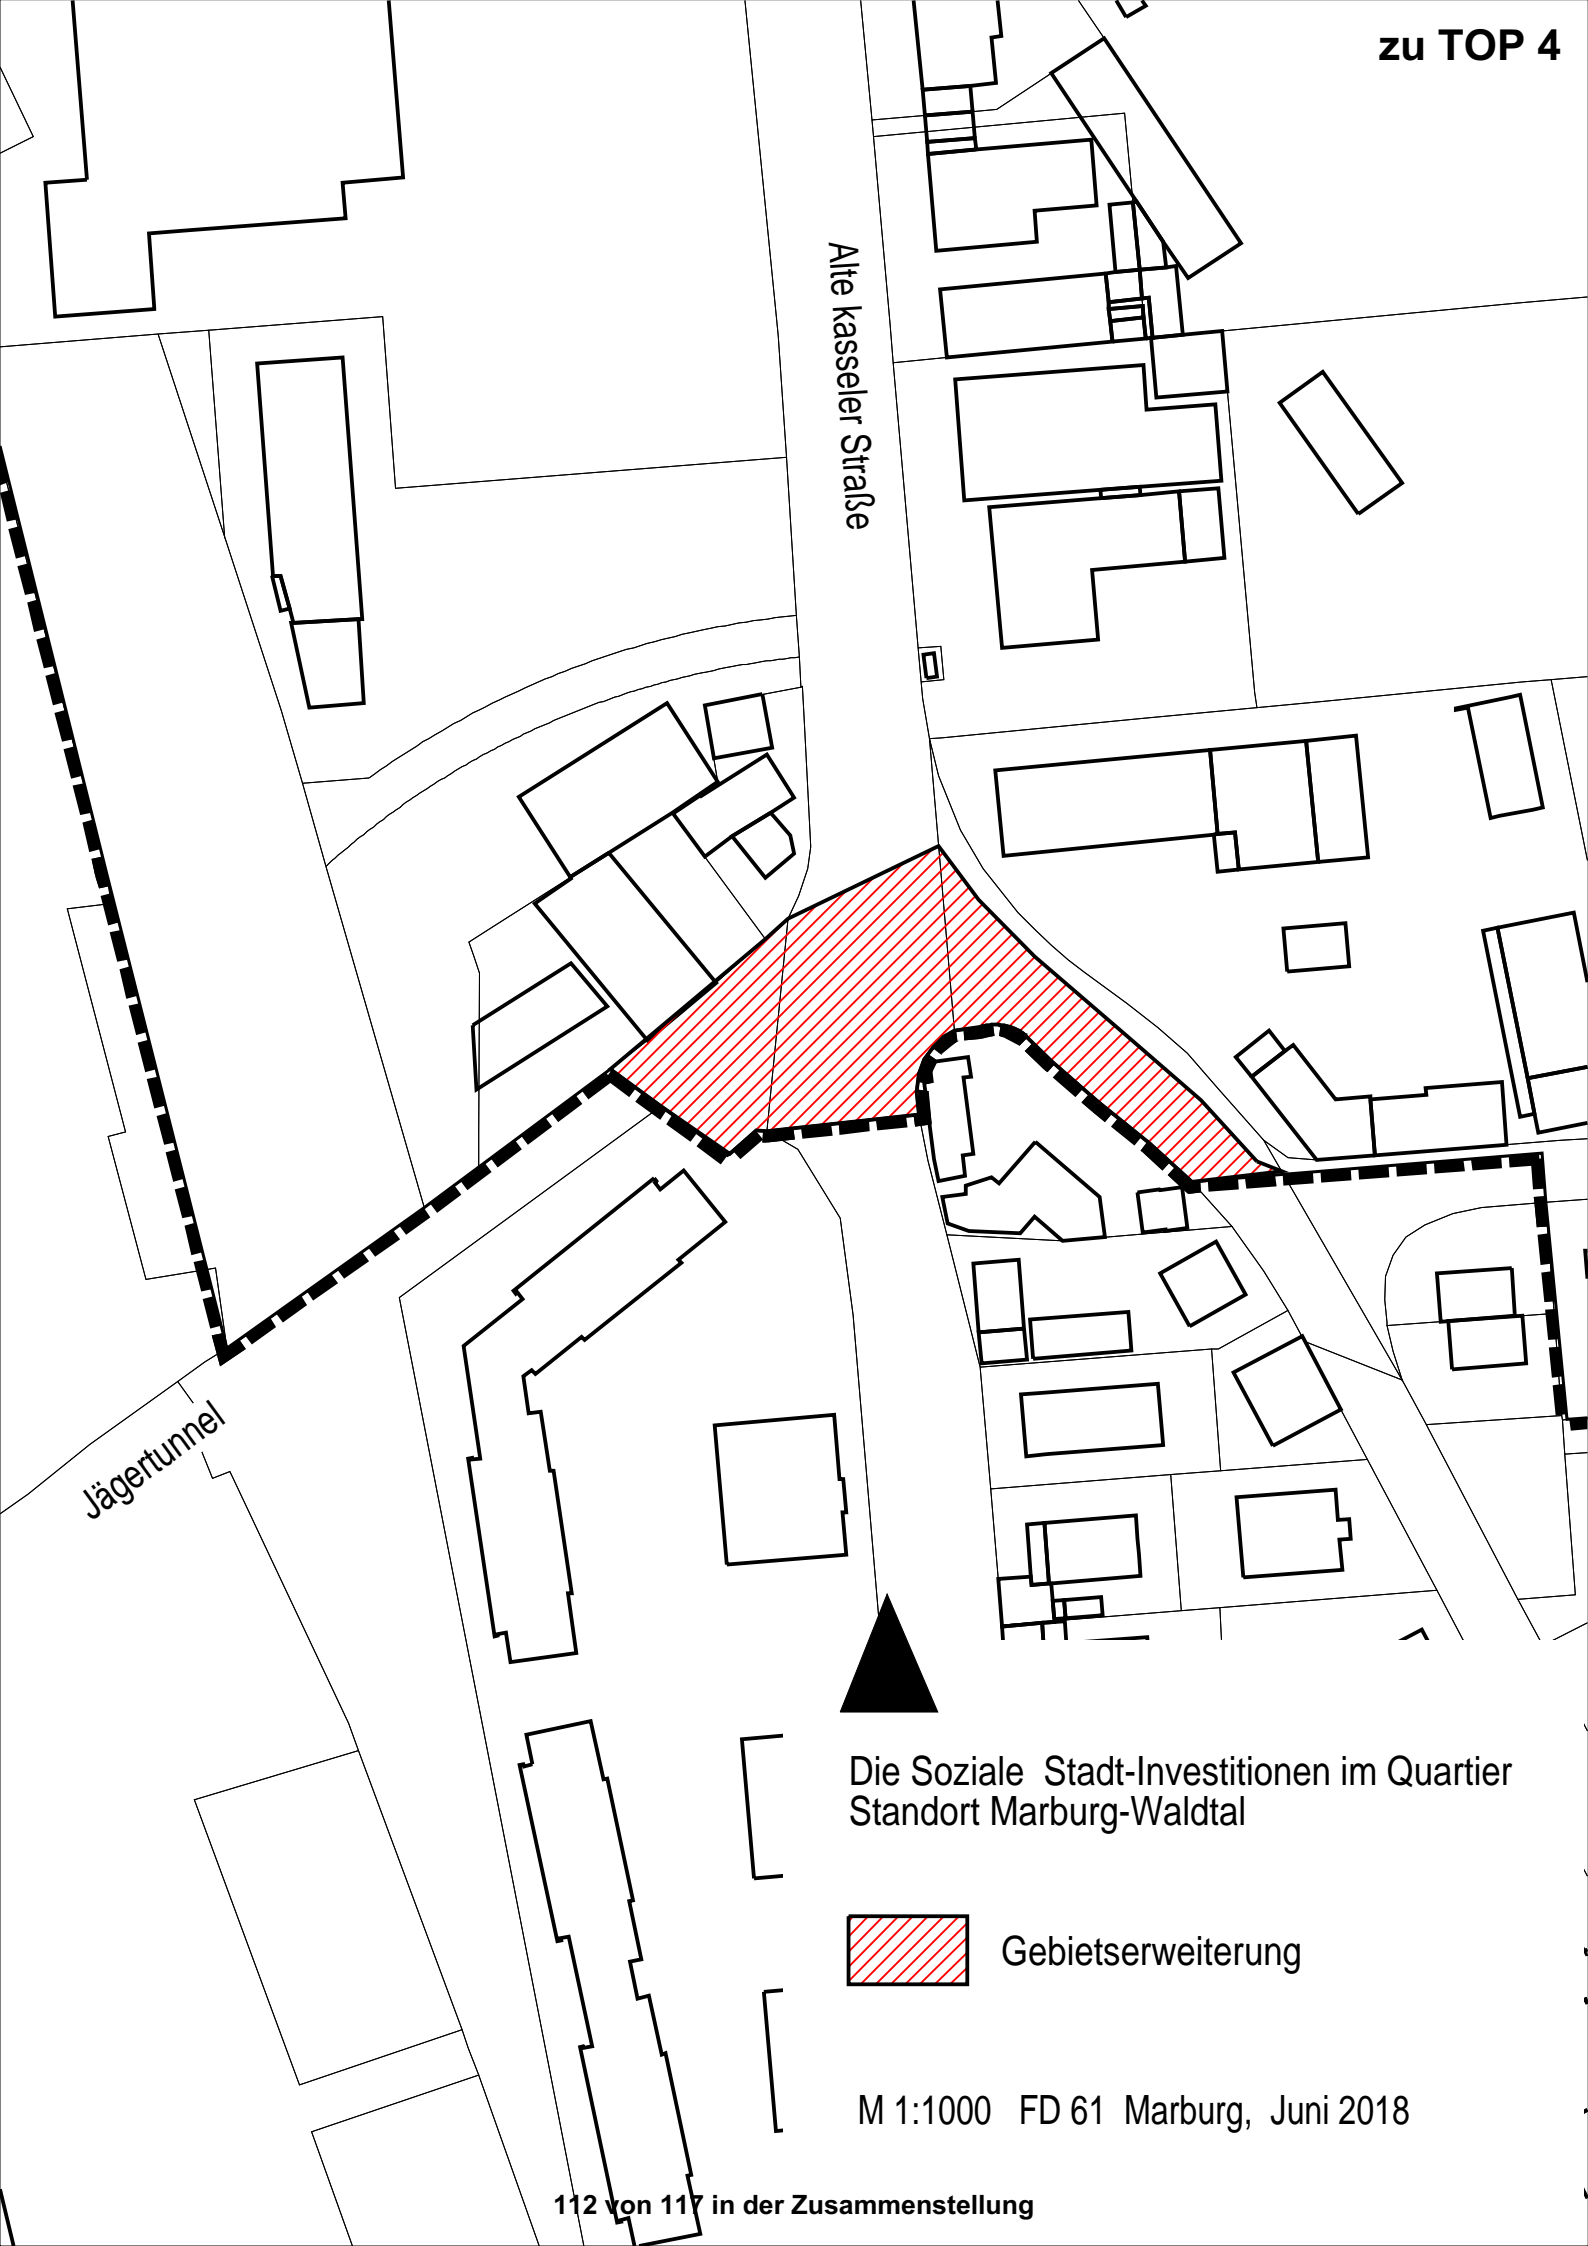 zu TOP 4
Alte kasseler Straße
Jägertunnel
Die Soziale Stadt-Investitionen im Quartier
Standort Marburg-Waldtal
Gebietserweiterung
M 1:1000 FD 61 Marburg, Juni 2018
112 von 117 in der Zusammenstellung